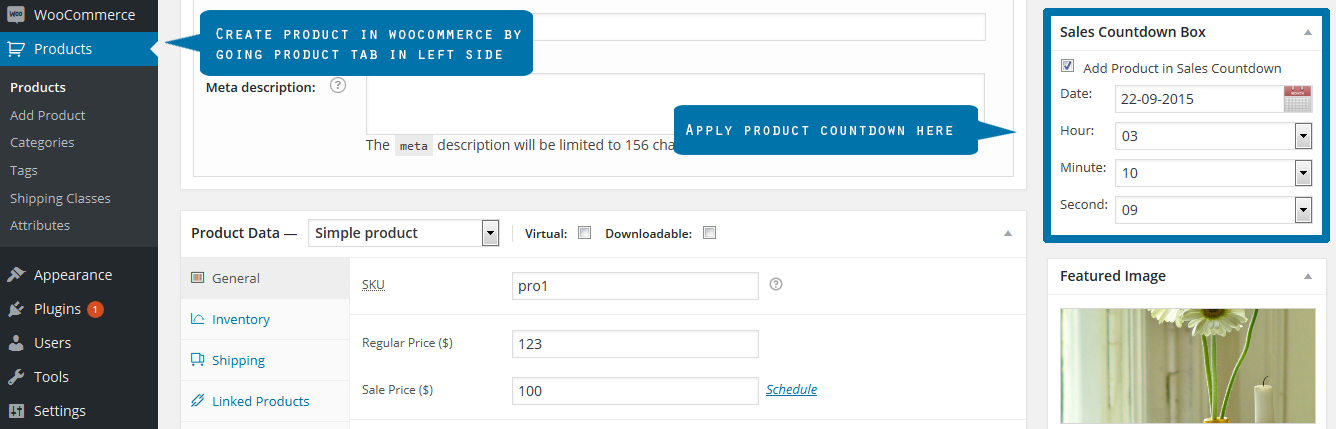 WOO
WooCommerce
Products
Products
Add Product
Categories
Tags
Shipping Classes
Attributes
Appearance
Plugins 1
Users
Tools
Settings
Create product in woocommerce by
going product tab in left side
Meta description: ?
The meta description will be limited to 156 cha
Apply product countdown here
Product Data — Simple product Virtual: Downloadable:
General
Inventory
Shipping
Linked Products
SKU pro1 ?
Regular Price ($) 123
Sale Price ($) 100 Schedule
Sales Countdown Box
Add Product in Sales Countdown
Date: 22-09-2015
Hour: 03
Minute: 10
Second: 09
Featured Image